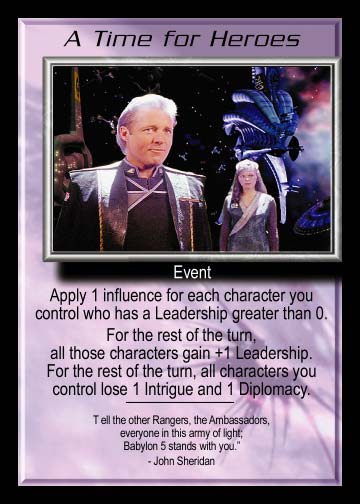 A Time for Heroes
Event
Apply 1 influence for each character you
control who has a Leadership greater than 0.
For the rest of the turn,
all those characters gain +1 Leadership.
For the rest of the turn, all characters you
control lose 1 Intrigue and 1 Diplomacy.
T ell the other Rangers, the Ambassadors,
everyone in this army of light;
Babylon 5 stands with you."
- John Sheridan